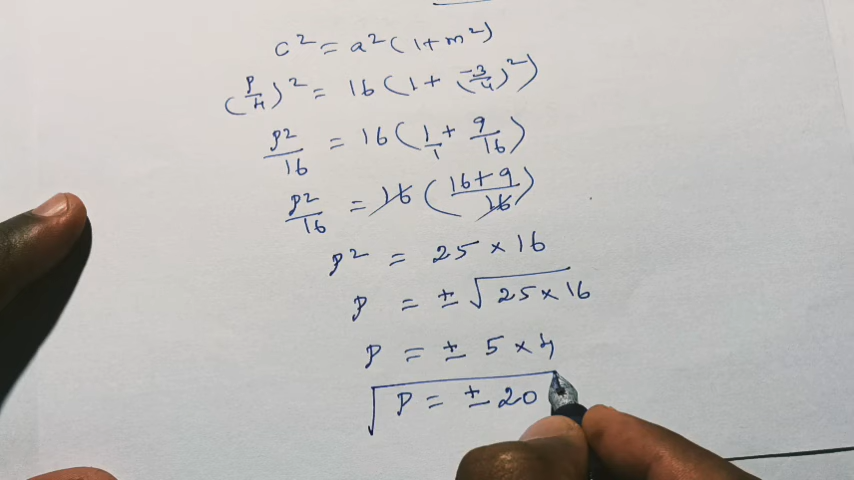 c² = a² (1 + m²)
(P/4)² = 16 (1 + (-3/4)²)
P²/16 = 16 (1/1 + 9/16)
P²/16 = 16 (16+9/16)
P² = 25 × 16
P = ± √25×16
P = ± 5 × 4
P = ± 20